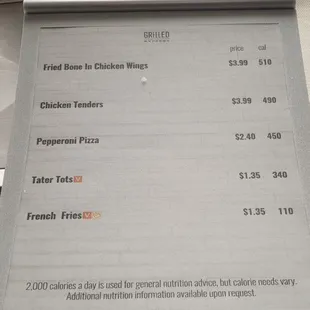 GRILLED
price cal
Fried Bone In Chicken Wings $3.99 510
Chicken Tenders $3.99 490
Pepperoni Pizza $2.40 450
Tater Tots V $1.35 340
French Fries V $1.35 110
2,000 calories a day is used for general nutrition advice, but calorie needs vary.
Additional nutrition information available upon request.